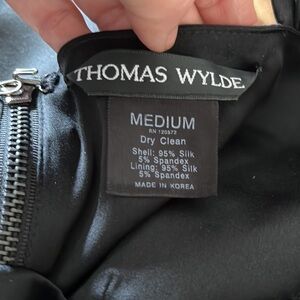 THOMAS WYLDE
MEDIUM
RN 120972
Dry Clean
Shell: 95% Silk
5% Spandex
Lining: 95% Silk
5% Spandex
MADE IN KOREA